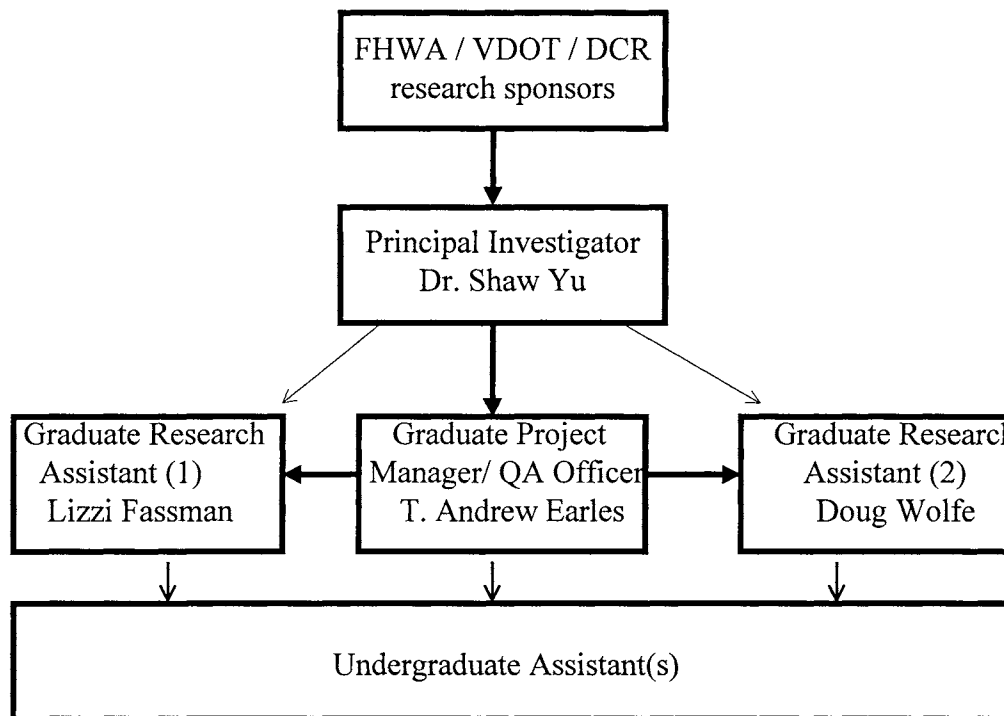 FHWA / VDOT / DCR
research sponsors
Principal Investigator
Dr. Shaw Yu
Graduate Research
Assistant (1)
Lizzi Fassman
Graduate Project
Manager/ QA Officer
T. Andrew Earles
Graduate Research
Assistant (2)
Doug Wolfe
Undergraduate Assistant(s)